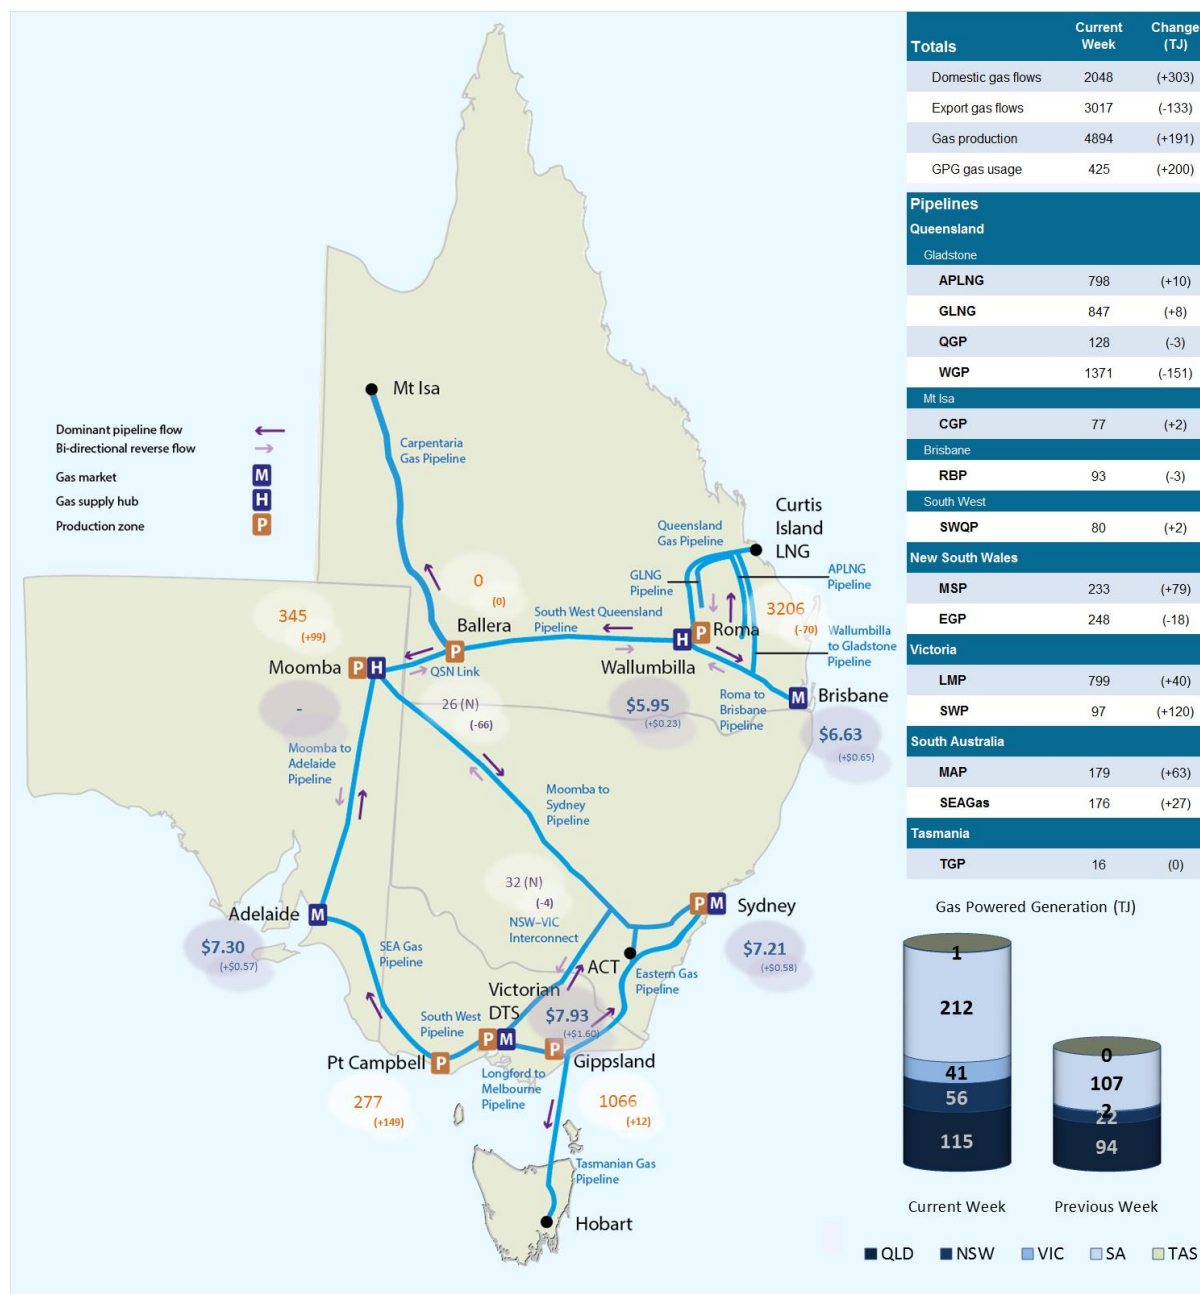 Totals Current Week Change (TJ)
Domestic gas flows 2048 (+303)
Export gas flows 3017 (-133)
Gas production 4894 (+191)
GPG gas usage 425 (+200)
Pipelines
Queensland
Gladstone
APLNG 798 (+10)
GLNG 847 (+8)
QGP 128 (-3)
WGP 1371 (-151)
Mt Isa
CGP 77 (+2)
Brisbane
RBP 93 (-3)
South West
SWQP 80 (+2)
New South Wales
MSP 233 (+79)
EGP 248 (-18)
Victoria
LMP 799 (+40)
SWP 97 (+120)
South Australia
MAP 179 (+63)
SEAGas 176 (+27)
Tasmania
TGP 16 (0)
Mt Isa
Dominant pipeline flow
Bi-directional reverse flow
Gas market M
Gas supply hub H
Production zone P
Carpentaria
Gas Pipeline
Curtis
Island
LNG
Queensland
Gas Pipeline
GLNG
Pipeline
APLNG
Pipeline
0
(0)
345
(+99)
Ballera
P
South West Queensland
Pipeline
3206
(-70)
P Roma
H
Wallumbilla
to Gladstone
Pipeline
Moomba P H
QSN Link
Wallumbilla
-
26 (N)
(-66)
$5.95
(+$0.23)
Roma to
Brisbane
Pipeline
M Brisbane
$6.63
(+$0.65)
Moomba to
Adelaide
Pipeline
Moomba to
Sydney
Pipeline
32 (N)
(-4)
NSW–VIC
Interconnect
Adelaide M
$7.30
(+$0.57)
P M Sydney
$7.21
(+$0.58)
SEA Gas
Pipeline
ACT
Eastern Gas
Pipeline
Victorian
DTS
$7.93
(+$1.60)
South West
Pipeline
P M
P
Pt Campbell P
Gippsland
Longford to
Melbourne
Pipeline
277
(+149)
1066
(+12)
Tasmanian Gas
Pipeline
Hobart
Gas Powered Generation (TJ)
1
212
41
56
115
0
107
2
22
94
Current Week Previous Week
QLD NSW VIC SA TAS